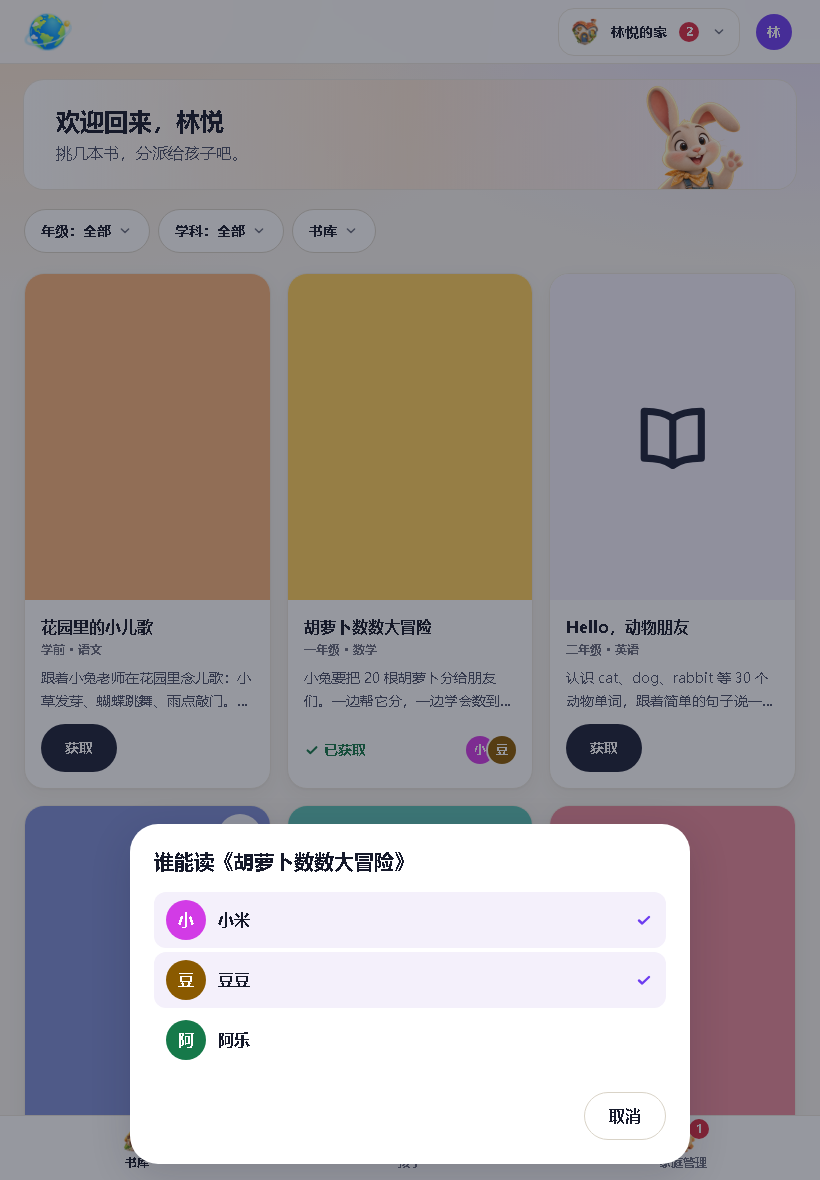 林悦的家 2 林
欢迎回来，林悦
挑几本书，分派给孩子吧。
年级：全部 学科：全部 书库
花园里的小儿歌
学前 · 语文
跟着小兔老师在花园里念儿歌：小
草发芽、蝴蝶跳舞、雨点敲门。...
获取
胡萝卜数数大冒险
一年级 · 数学
小兔要把 20 根胡萝卜分给朋友
们。一边帮它分，一边学会数到...
已获取 小 豆
Hello，动物朋友
二年级 · 英语
认识 cat、dog、rabbit 等 30 个
动物单词，跟着简单的句子说一...
获取
谁能读《胡萝卜数数大冒险》
小 小米
豆 豆豆
阿 阿乐
取消
书库
1
家庭管理